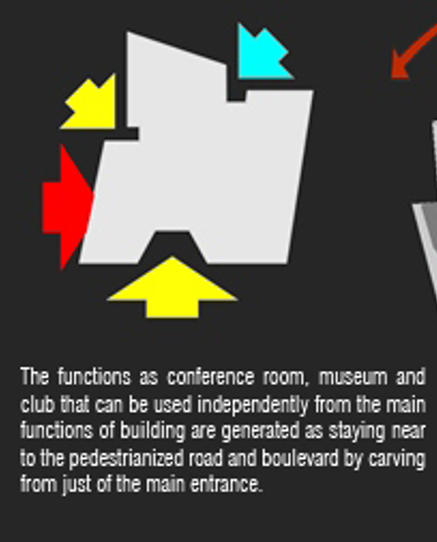 The functions as conference room, museum and
club that can be used independently from the main
functions of building are generated as staying near
to the pedestrianized road and boulevard by carving
from just of the main entrance.